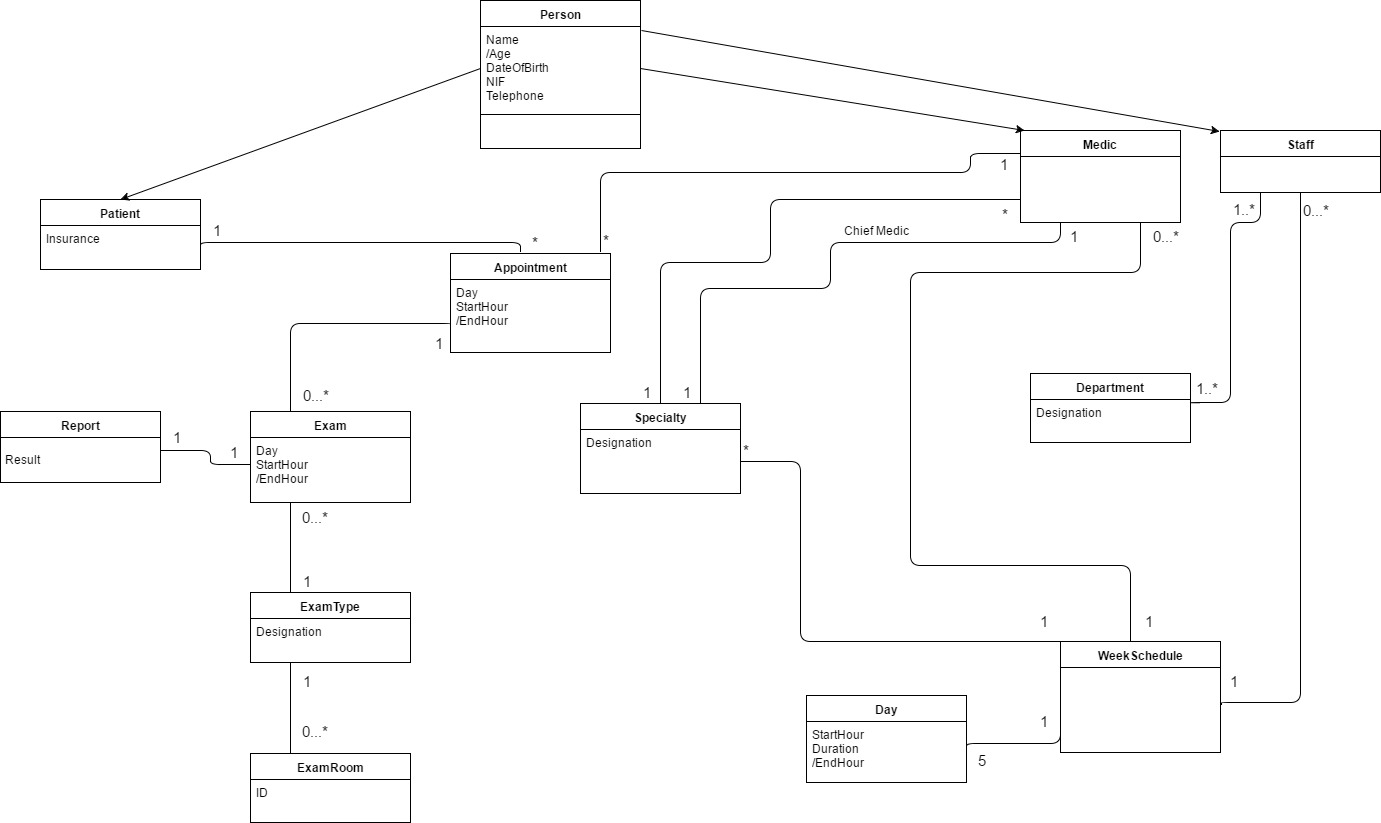 Person
Name
/Age
DateOfBirth
NIF
Telephone
Medic
Staff
1
*
1
0...*
1..*
0...*
Chief Medic
Patient
Insurance
1
*
*
Appointment
Day
StartHour
/EndHour
1
0...*
1
1
Department
Designation
1..*
Report
Result
1
1
Exam
Day
StartHour
/EndHour
0...*
Specialty
Designation
*
1
ExamType
Designation
1
0...*
1
1
WeekSchedule
1
1
5
Day
StartHour
Duration
/EndHour
ExamRoom
ID